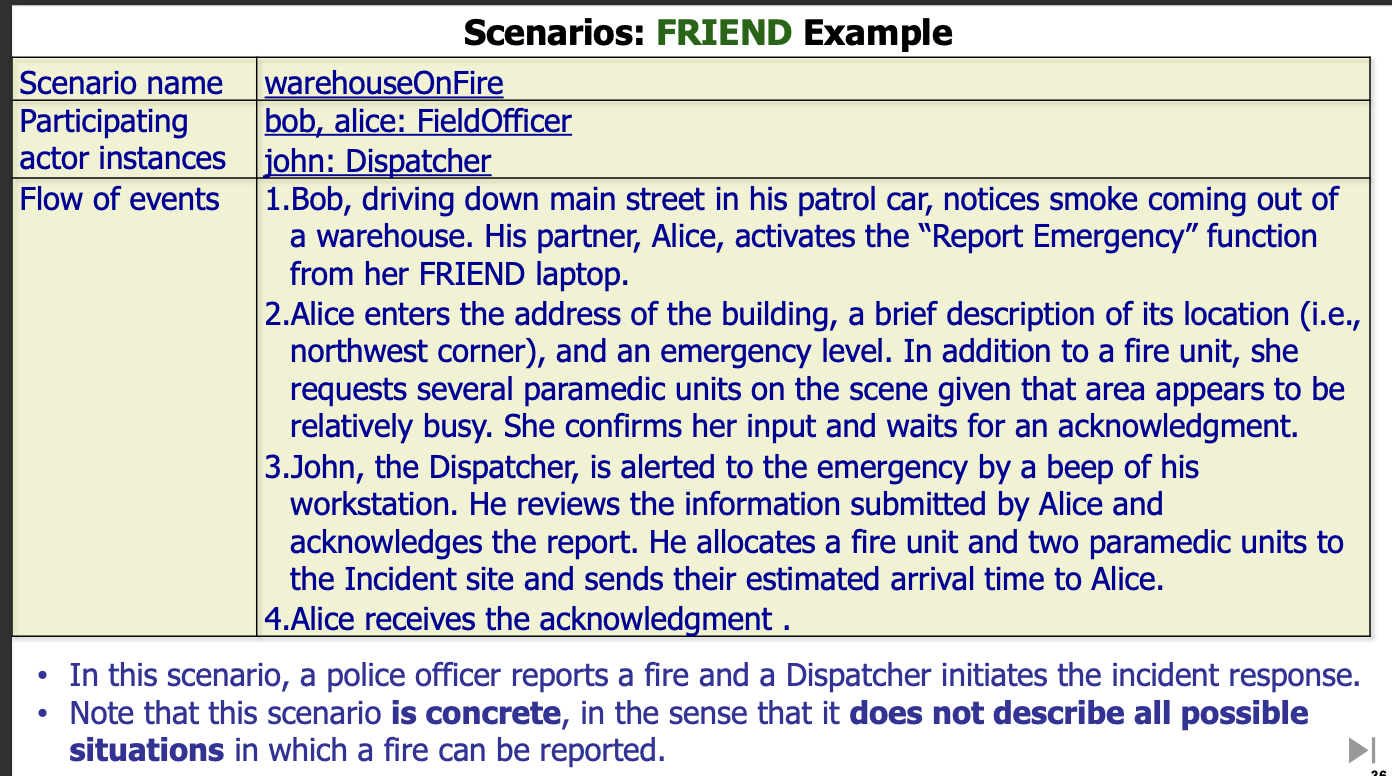 Scenarios: FRIEND Example
Scenario name
warehouseOnFire
Participating
actor instances
bob, alice: FieldOfficer
john: Dispatcher
Flow of events
1.Bob, driving down main street in his patrol car, notices smoke coming out of
a warehouse. His partner, Alice, activates the “Report Emergency” function
from her FRIEND laptop.
2.Alice enters the address of the building, a brief description of its location (i.e.,
northwest corner), and an emergency level. In addition to a fire unit, she
requests several paramedic units on the scene given that area appears to be
relatively busy. She confirms her input and waits for an acknowledgment.
3.John, the Dispatcher, is alerted to the emergency by a beep of his
workstation. He reviews the information submitted by Alice and
acknowledges the report. He allocates a fire unit and two paramedic units to
the Incident site and sends their estimated arrival time to Alice.
4.Alice receives the acknowledgment .
• In this scenario, a police officer reports a fire and a Dispatcher initiates the incident response.
• Note that this scenario is concrete, in the sense that it does not describe all possible
situations in which a fire can be reported.